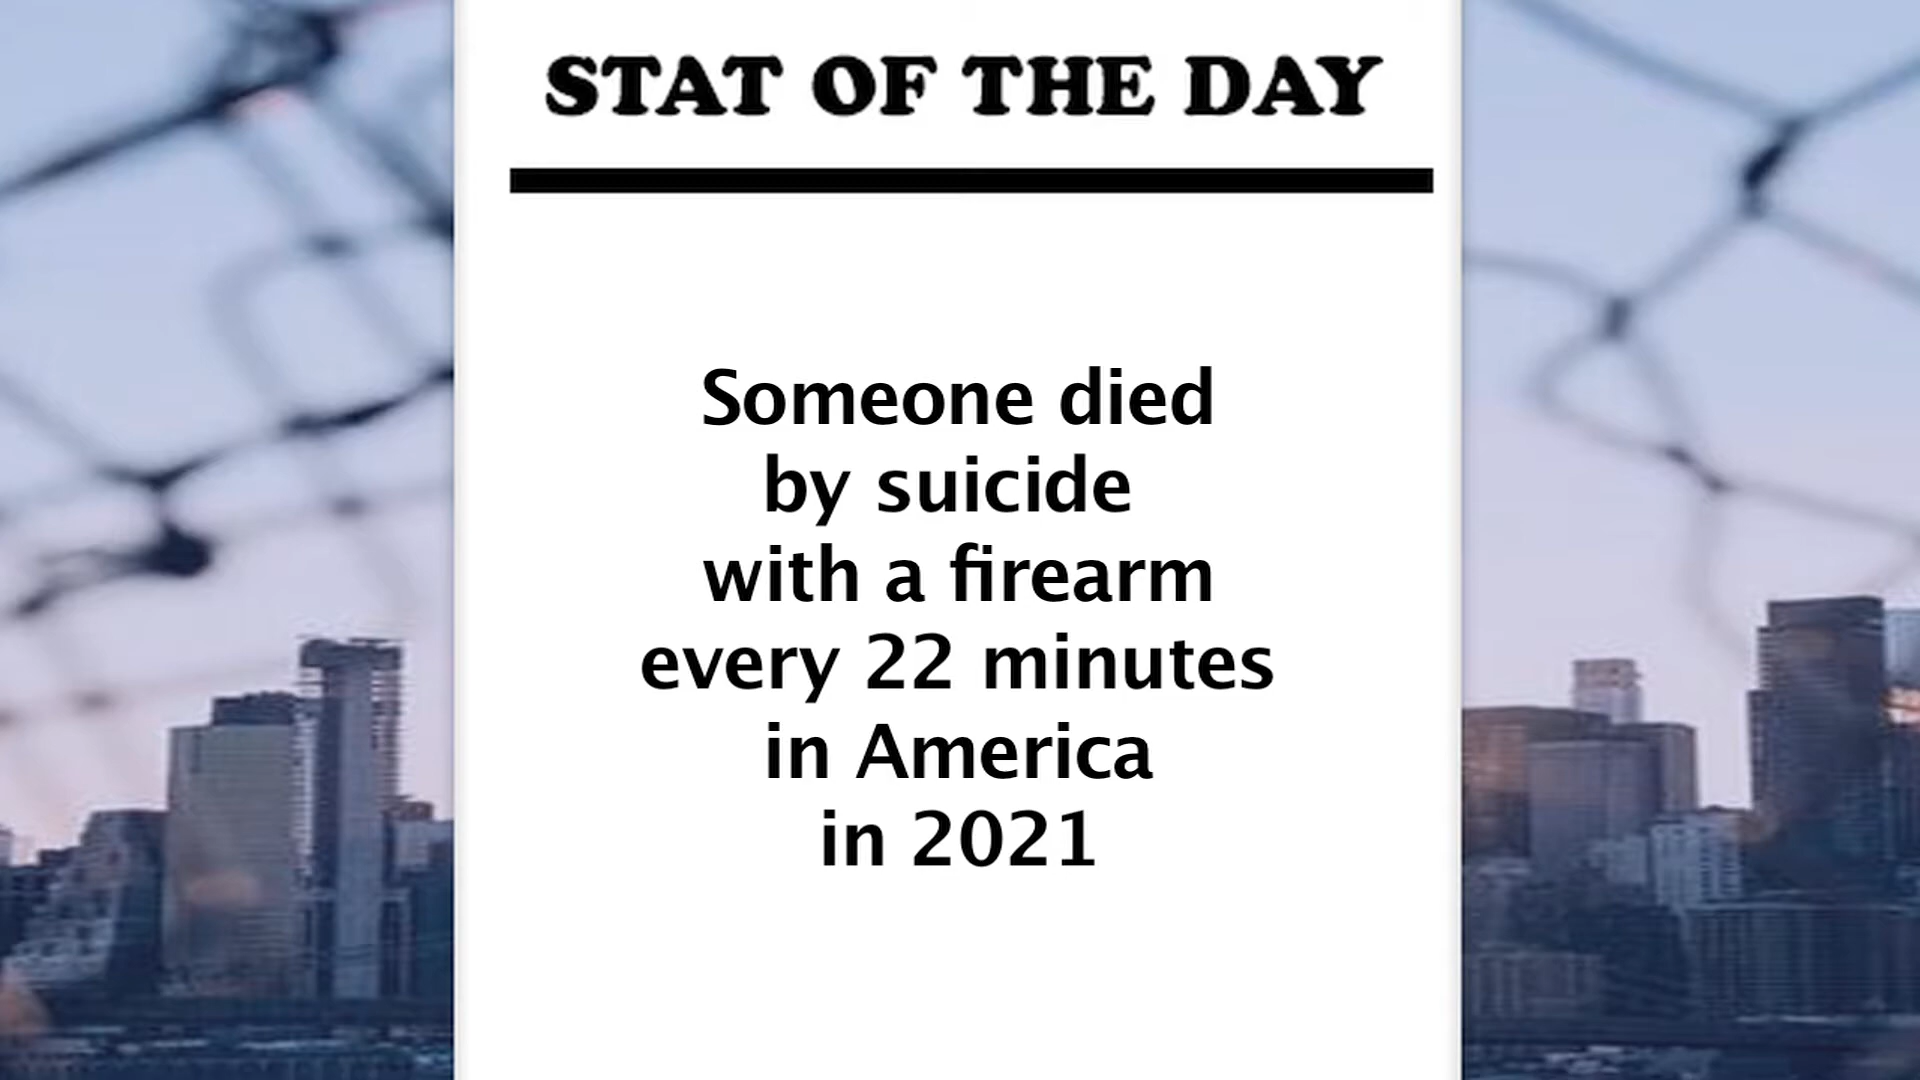 STAT OF THE DAY
Someone died
by suicide
with a firearm
every 22 minutes
in America
in 2021